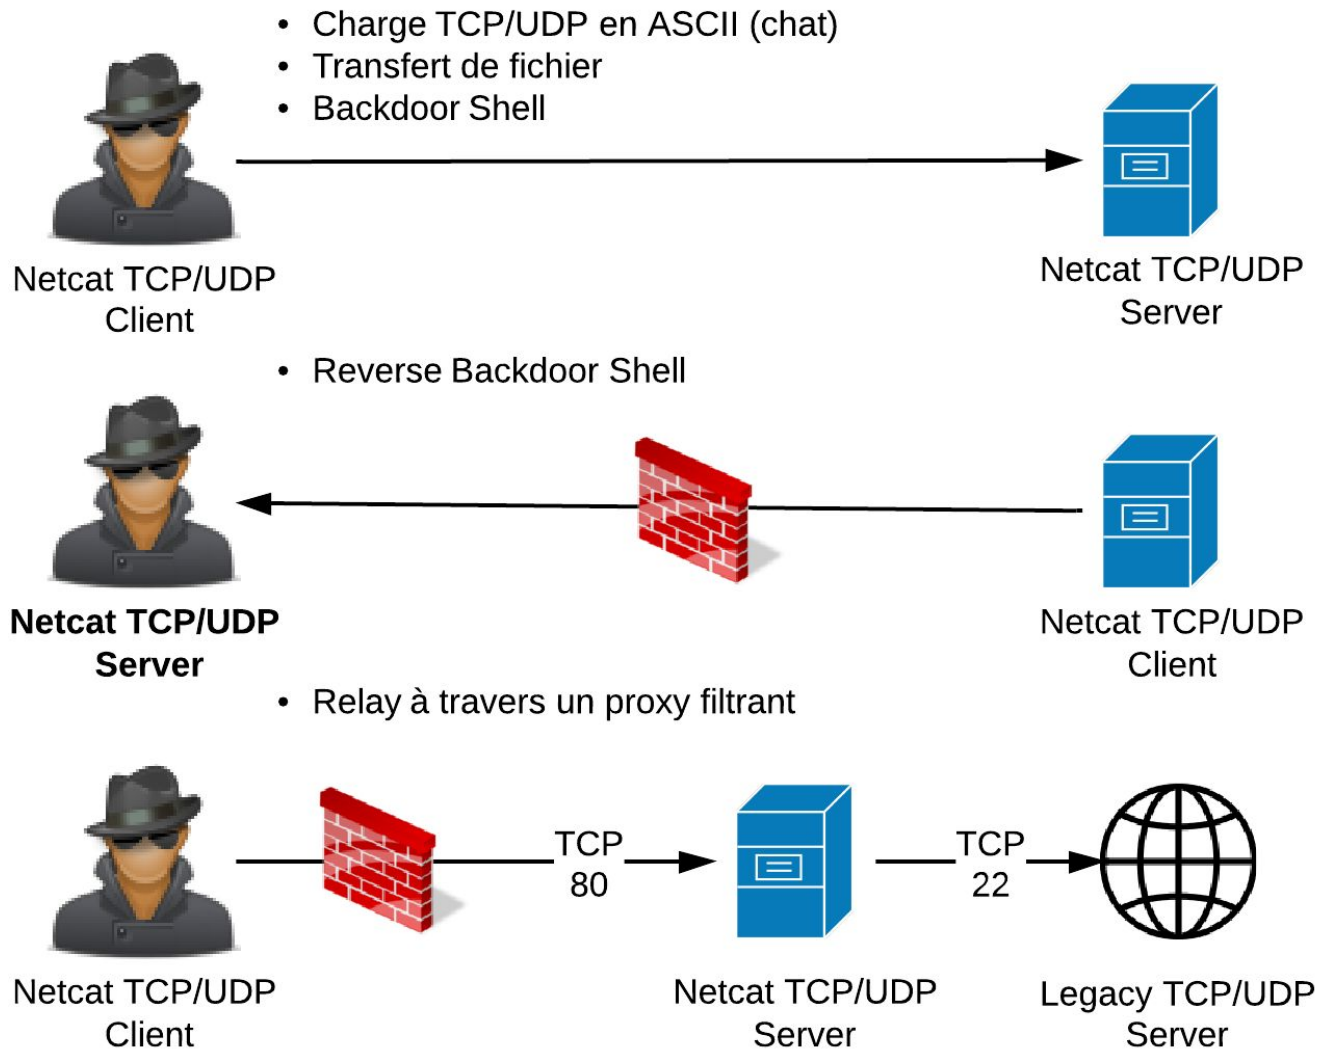 • Charge TCP/UDP en ASCII (chat)
• Transfert de fichier
• Backdoor Shell
Netcat TCP/UDP
Client
Netcat TCP/UDP
Server
• Reverse Backdoor Shell
Netcat TCP/UDP
Server
Netcat TCP/UDP
Client
• Relay à travers un proxy filtrant
TCP
80
TCP
22
Netcat TCP/UDP
Client
Netcat TCP/UDP
Server
Legacy TCP/UDP
Server